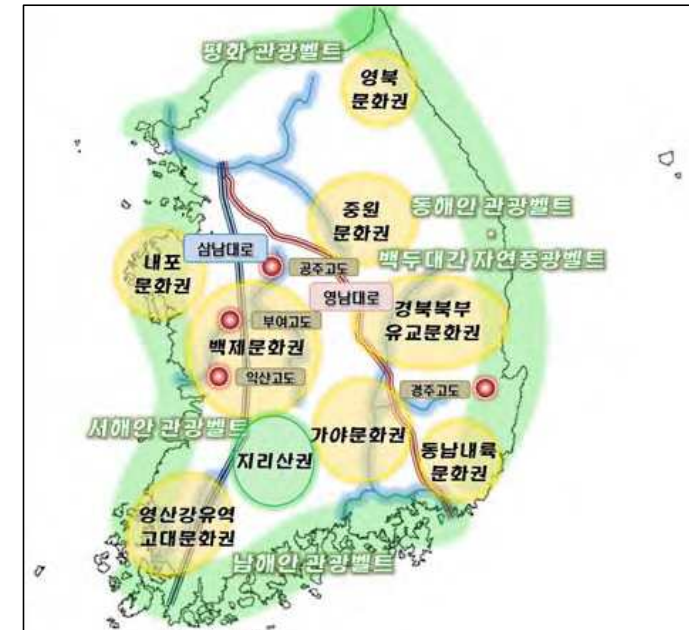 평화 관광벨트
영북
문화권
중원
문화권
동해안 관광벨트
삼남대로
내포
문화권
공주고도
백두대간 자연풍광벨트
영남대로
경북북부
유교문화권
부여고도
백제문화권
익산고도
경주고도
서해안 관광벨트
가야문화권
지리산권
동남내륙
문화권
영산강유역
고대문화권
남해안 관광벨트